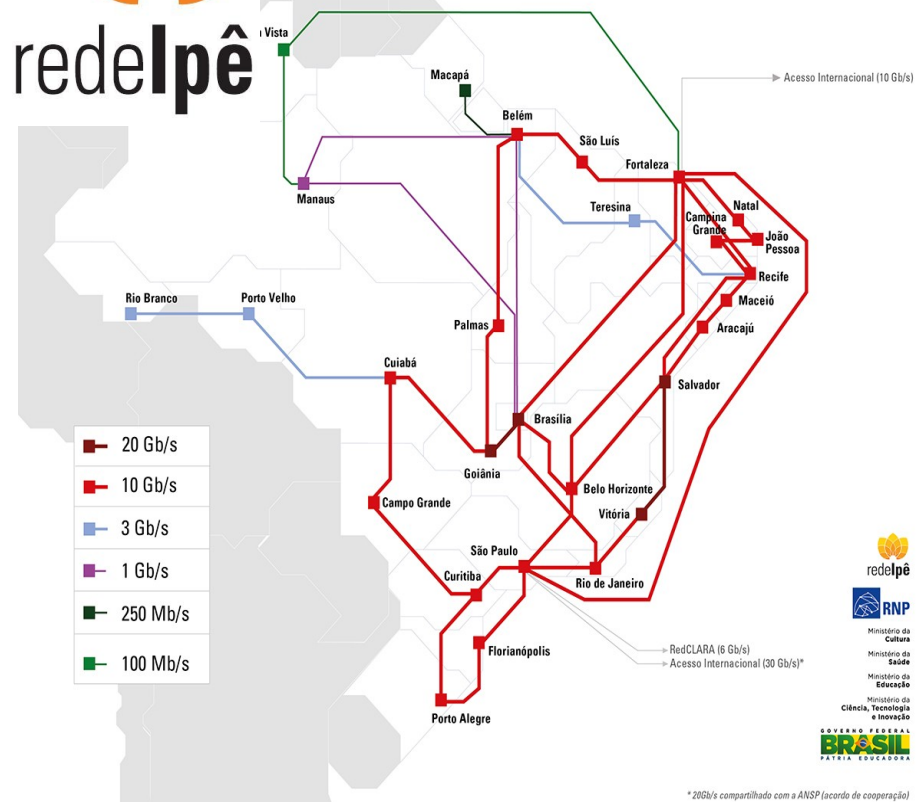 redeIpê
Vista
Macapá
Acesso Internacional (10 Gb/s)
Belém
São Luís
Fortaleza
Manaus
Teresina
Natal
Campina
Grande
João
Pessoa
Recife
Rio Branco
Porto Velho
Maceió
Palmas
Aracajú
Cuiabá
Salvador
Brasília
20 Gb/s
Goiânia
10 Gb/s
Belo Horizonte
Campo Grande
Vitória
3 Gb/s
São Paulo
1 Gb/s
Curitiba
Rio de Janeiro
redeIpê
250 Mb/s
RNP
Florianópolis
RedCLARA (6 Gb/s)
100 Mb/s
Acesso Internacional (30 Gb/s)*
Porto Alegre
Ministério da
Cultura
Ministério da
Saúde
Ministério da
Educação
Ministério da
Ciência, Tecnologia
e Inovação
GOVERNO FEDERAL
BRASIL
PÁTRIA EDUCADORA
* 20Gb/s compartilhado com a ANSP (acordo de cooperação)